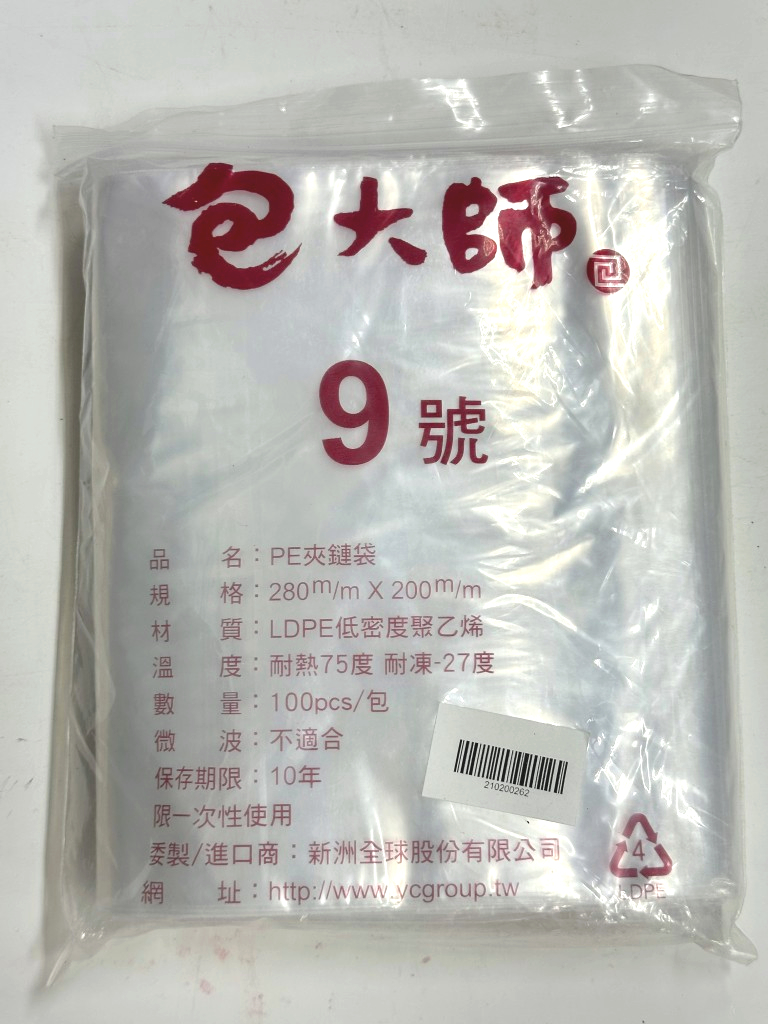 包大師
9號
品名：PE夾鏈袋
規格：280m/m X 200m/m
材質：LDPE低密度聚乙烯
溫度：耐熱75度 耐凍-27度
數量：100pcs/包
微波：不適合
保存期限：10年
限一次性使用
委製/進口商：新洲全球股份有限公司
網址：http://www.ycgroup.tw
210200262
4
LDPE